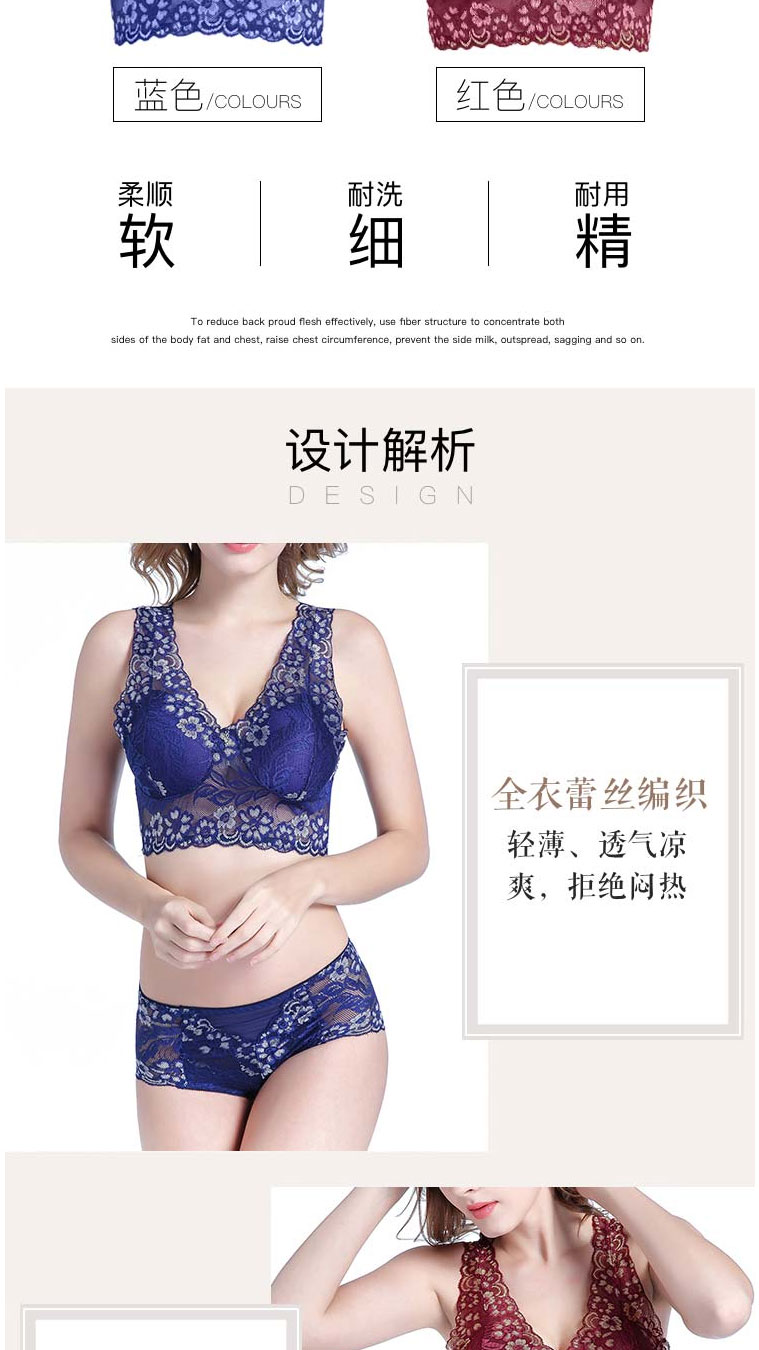 蓝色/COLOURS
红色/COLOURS
柔顺
软
耐洗
细
耐用
精
To reduce back proud flesh effectively, use fiber structure to concentrate both
sides of the body fat and chest, raise chest circumference, prevent the side milk, outspread, sagging and so on.
设计解析
DESIGN
全衣蕾丝编织
轻薄、透气凉
爽，拒绝闷热